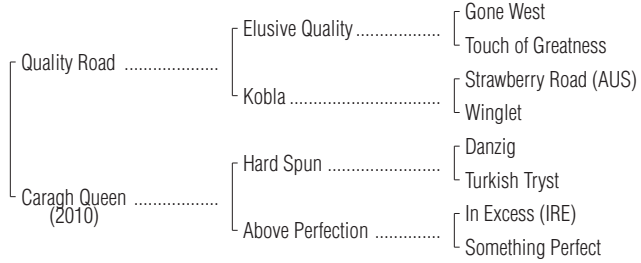 Gone West
Elusive Quality ..................
Touch of Greatness
Quality Road ....................
Strawberry Road (AUS)
Kobla ................................
Winglet
Danzig
Hard Spun ........................
Turkish Tryst
Caragh Queen ..................
(2010)
In Excess (IRE)
Above Perfection ..............
Something Perfect